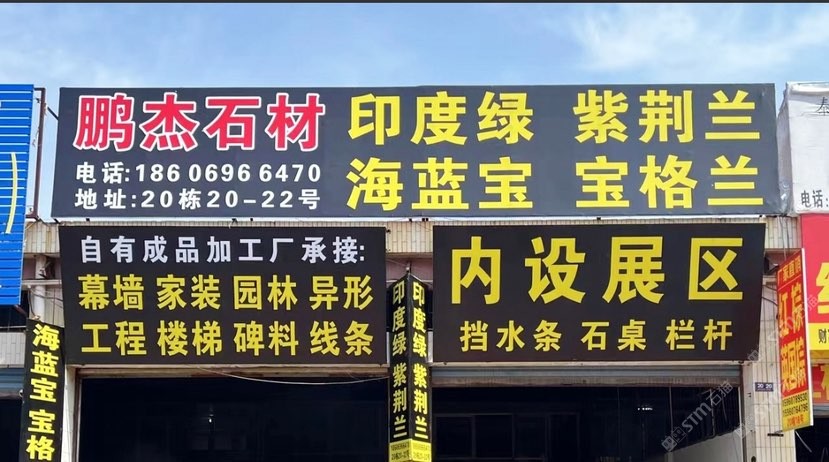 鹏杰石材
电话:186 0696 6470
地址:20栋20-22号
印度绿 紫荆兰
海蓝宝 宝格兰
自有成品加工厂承接:
幕墙 家装 园林 异形
工程 楼梯 碑料 线条
内设展区
挡水条 石桌 栏杆
印度绿 紫荆兰
印度绿 紫荆兰
海蓝宝 宝格
电话: